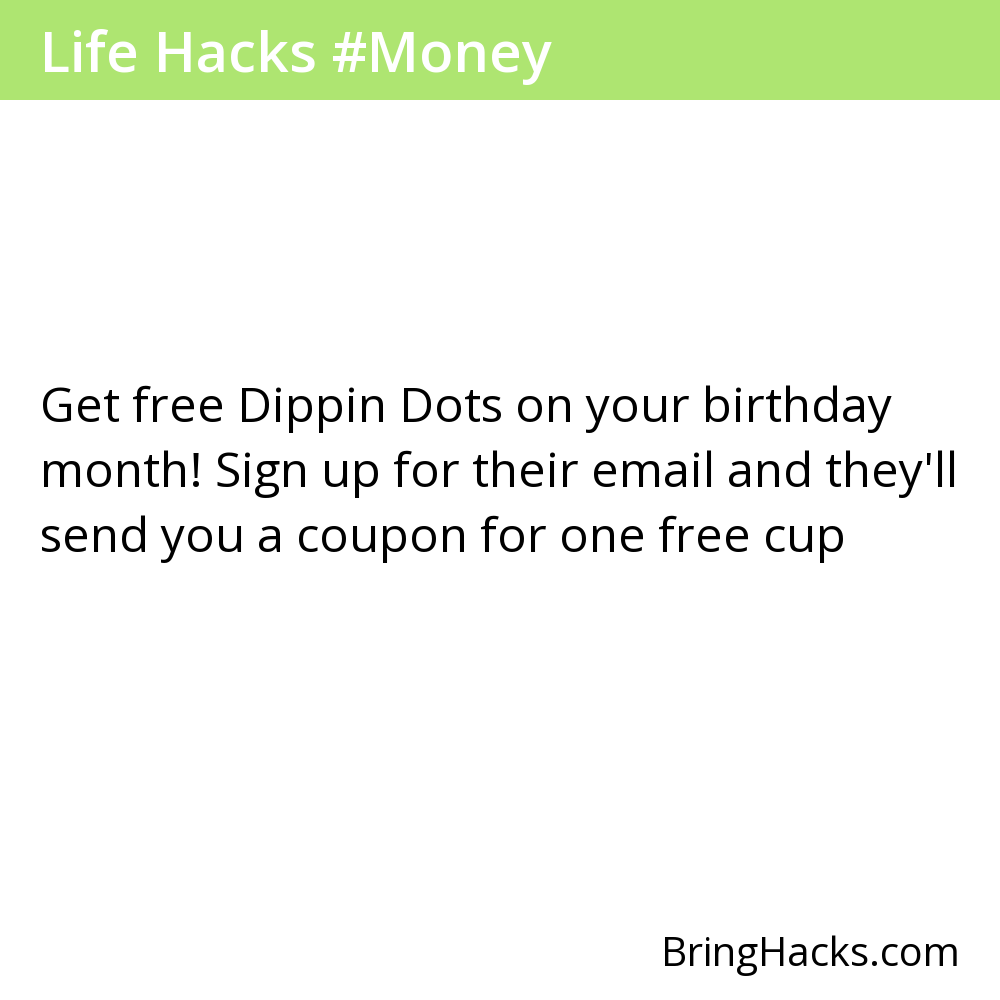 Life Hacks #Money
Get free Dippin Dots on your birthday
month! Sign up for their email and they'll
send you a coupon for one free cup
BringHacks.com